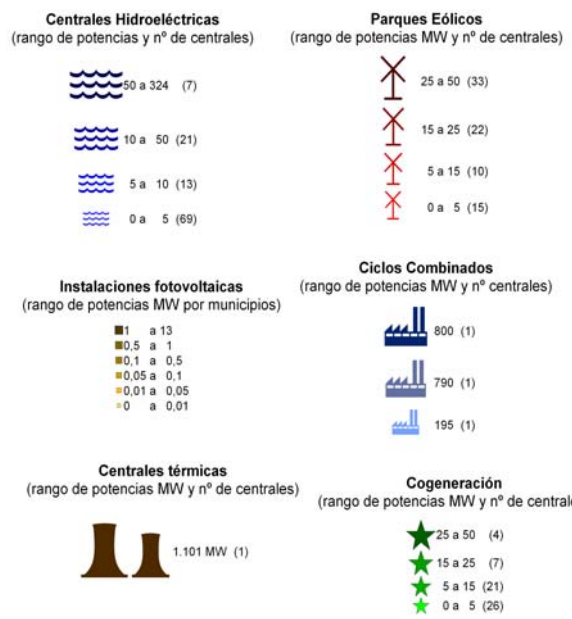 Centrales Hidroeléctricas
(rango de potencias y nº de centrales)
50 a 324 (7)
10 a 50 (21)
5 a 10 (13)
0 a 5 (69)
Parques Eólicos
(rango de potencias MW y nº de centrales)
25 a 50 (33)
15 a 25 (22)
5 a 15 (10)
0 a 5 (15)
Instalaciones fotovoltaicas
(rango de potencias MW por municipios)
1 a 13
0,5 a 1
0,1 a 0,5
0,05 a 0,1
0,01 a 0,05
0 a 0,01
Ciclos Combinados
(rango de potencias MW y nº centrales)
800 (1)
790 (1)
195 (1)
Centrales térmicas
(rango de potencias MW y nº de centrales)
1.101 MW (1)
Cogeneración
(rango de potencias MW y nº de centrale
25 a 50 (4)
15 a 25 (7)
5 a 15 (21)
0 a 5 (26)